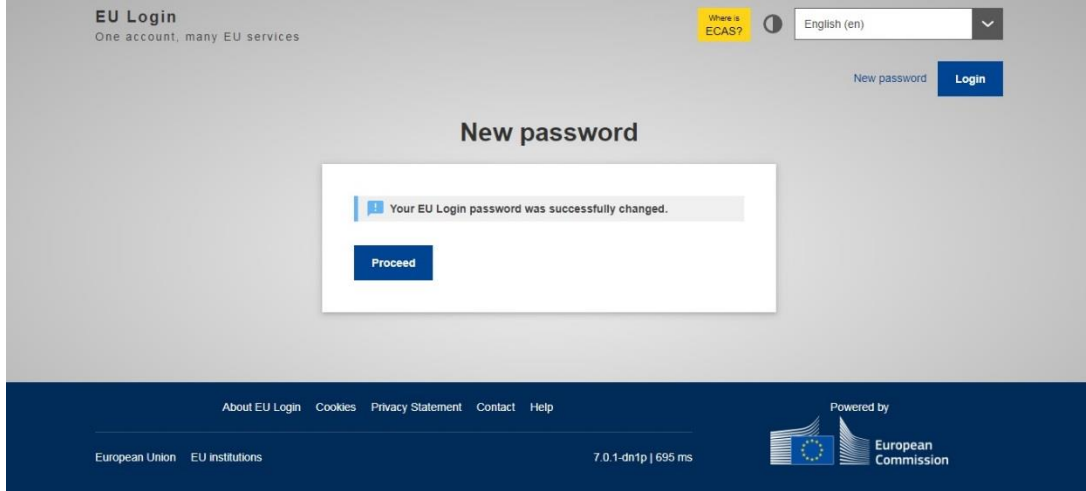 EU Login
One account, many EU services
Where is
ECAS?
English (en)
New password
Login
New password
Your EU Login password was successfully changed.
Proceed
About EU Login Cookies Privacy Statement Contact Help
Powered by
European Union EU institutions
7.0.1-dn1p | 695 ms
European
Commission